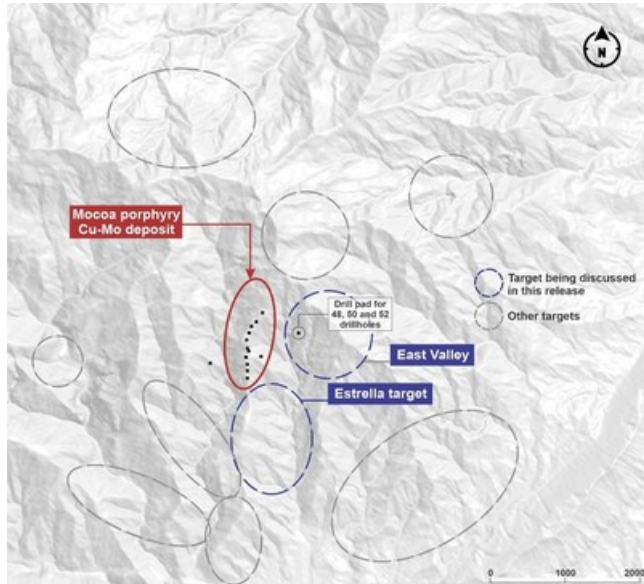 N
Mocoa porphyry
Cu-Mo deposit
Target being discussed
in this release
Drill pad for
48, 50 and 52
drillholes
Other targets
East Valley
Estrella target
0 1000 2000